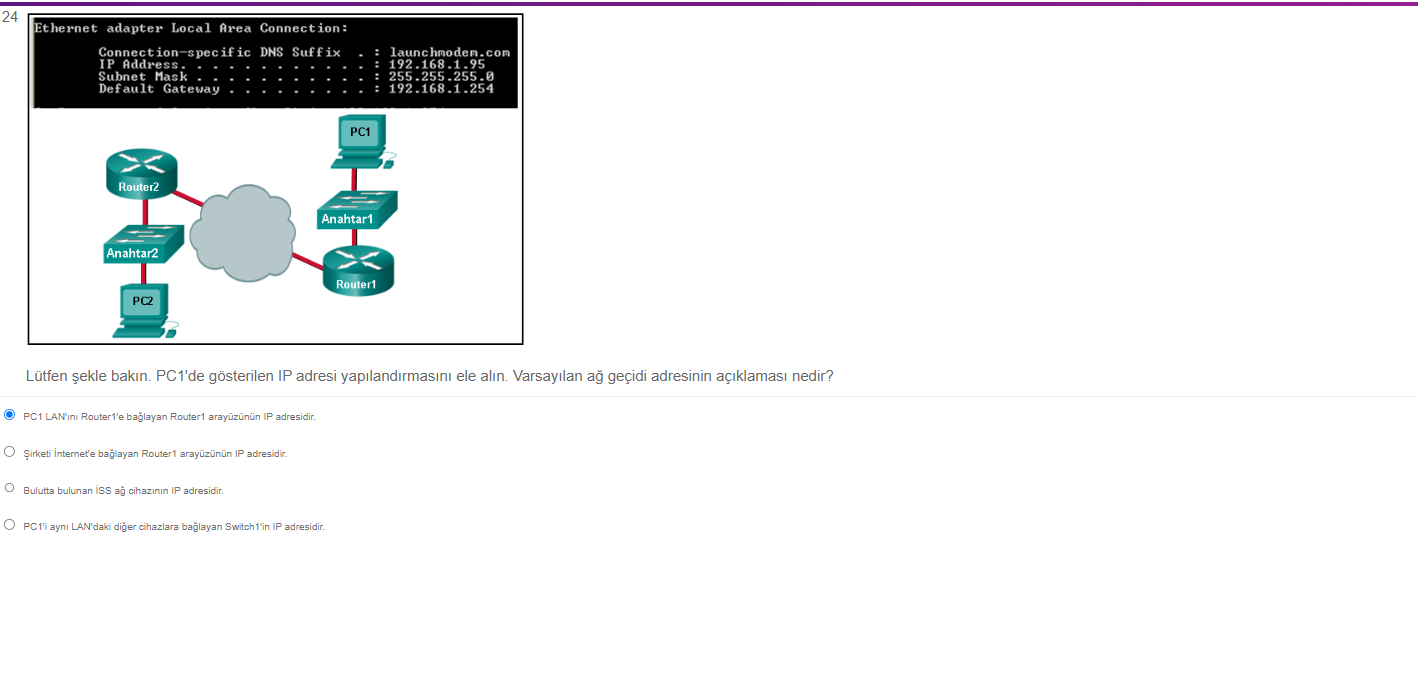 24
Ethernet adapter Local Area Connection:
Connection-specific DNS Suffix . : launchmodem.com
IP Address. . . . . . . . . . . . : 192.168.1.95
Subnet Mask . . . . . . . . . . . : 255.255.255.0
Default Gateway . . . . . . . . . : 192.168.1.254
PC1
Router2
Anahtar1
Anahtar2
Router1
PC2
Lütfen şekle bakın. PC1'de gösterilen IP adresi yapılandırmasını ele alın. Varsayılan ağ geçidi adresinin açıklaması nedir?
PC1 LAN'ını Router1'e bağlayan Router1 arayüzünün IP adresidir.
Şirketi İnternet'e bağlayan Router1 arayüzünün IP adresidir.
Bulutta bulunan İSS ağ cihazının IP adresidir.
PC1'i aynı LAN'daki diğer cihazlara bağlayan Switch1'in IP adresidir.